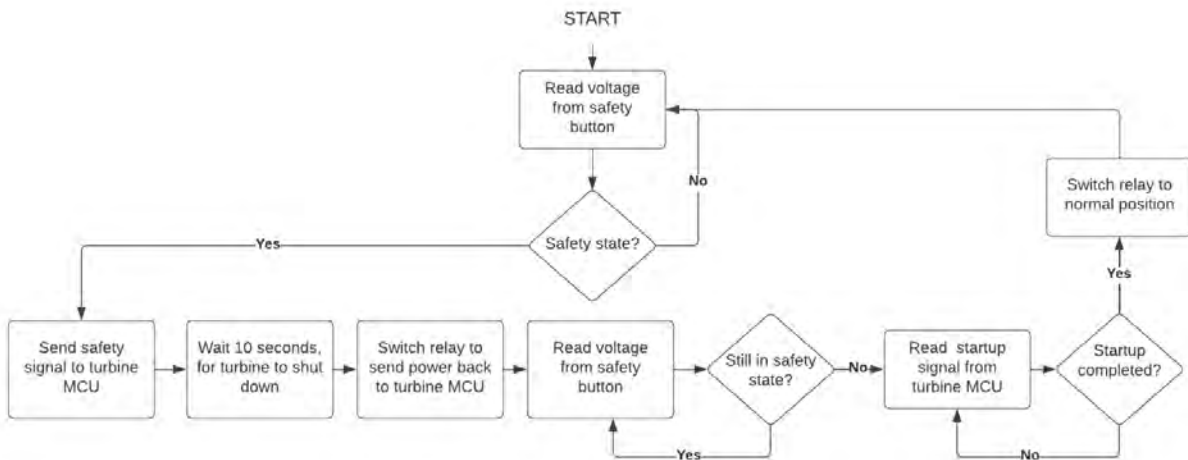 START
Read voltage
from safety
button
No
Switch relay to
normal position
Safety state?
Yes
Yes
Send safety
signal to turbine
MCU
Wait 10 seconds,
for turbine to shut
down
Switch relay to
send power back
to turbine MCU
Read voltage
from safety
button
Still in safety
state?
No
Read startup
signal from
turbine MCU
Startup
completed?
Yes
No